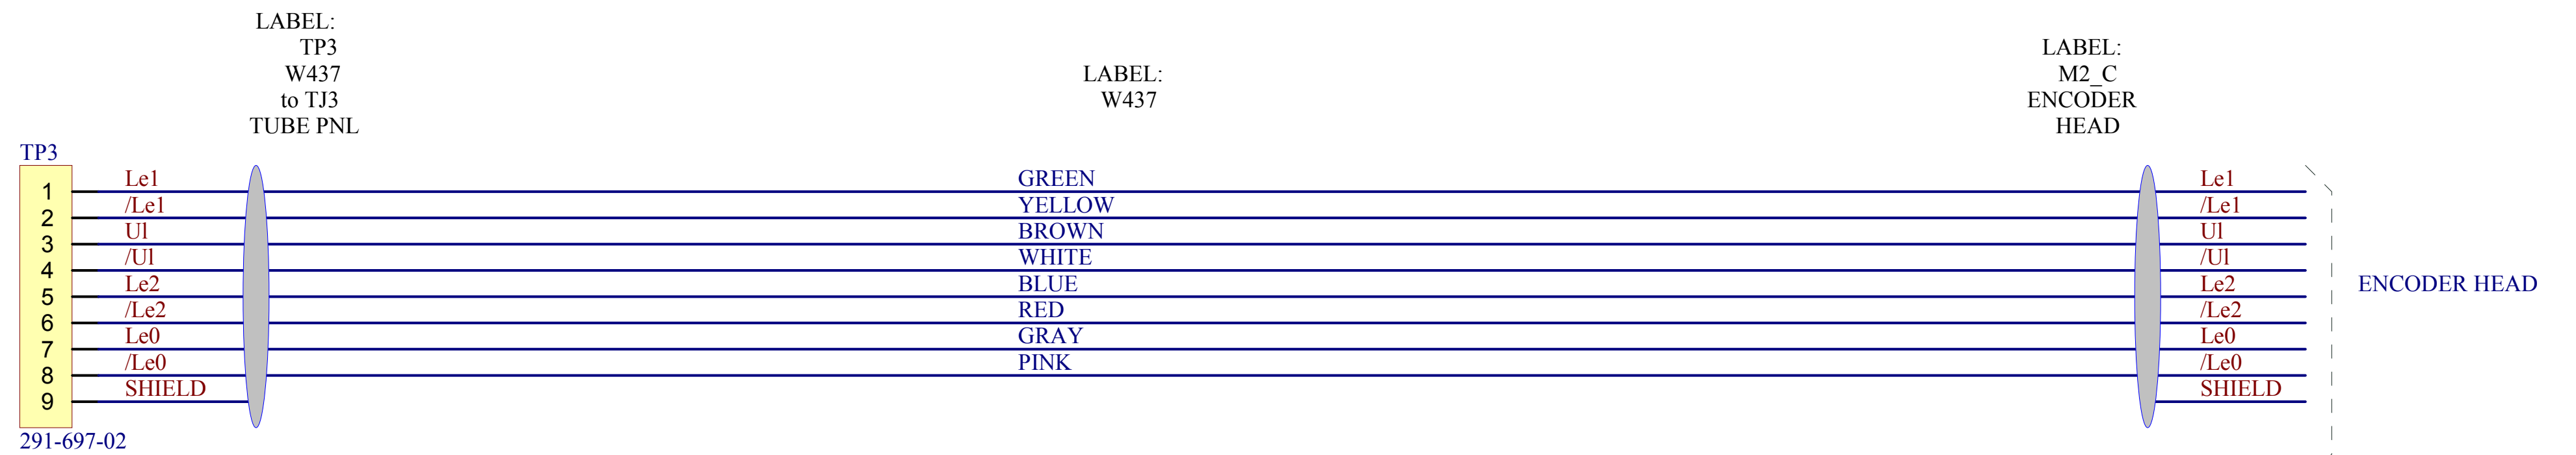 LABEL:
TP3
W437
to TJ3
TUBE PNL
LABEL:
W437
LABEL:
M2_C
ENCODER
HEAD
TP3
1 Le1 GREEN Le1
2 /Le1 YELLOW /Le1
3 Ul BROWN Ul
4 /Ul WHITE /Ul
5 Le2 BLUE Le2
6 /Le2 RED /Le2
7 Le0 GRAY Le0
8 /Le0 PINK /Le0
9 SHIELD SHIELD
ENCODER HEAD
291-697-02